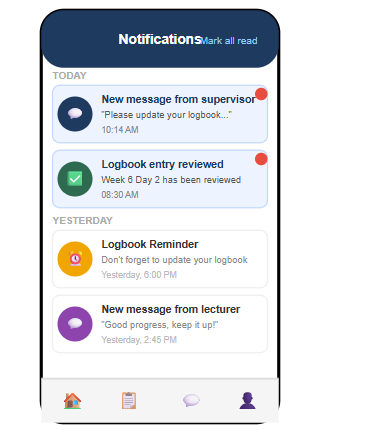 Notifications Mark all read
TODAY
New message from supervisor
"Please update your logbook..."
10:14 AM
Logbook entry reviewed
Week 6 Day 2 has been reviewed
08:30 AM
YESTERDAY
Logbook Reminder
Don't forget to update your logbook
Yesterday, 6:00 PM
New message from lecturer
"Good progress, keep it up!"
Yesterday, 2:45 PM